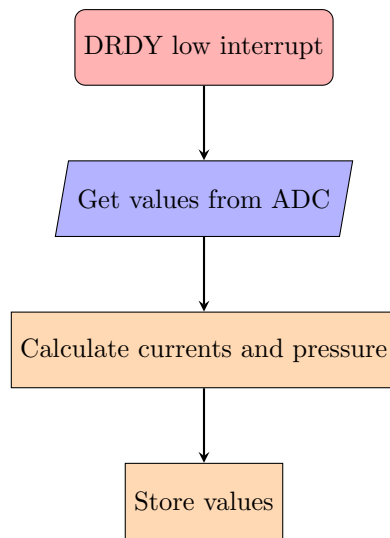 DRDY low interrupt
Get values from ADC
Calculate currents and pressure
Store values